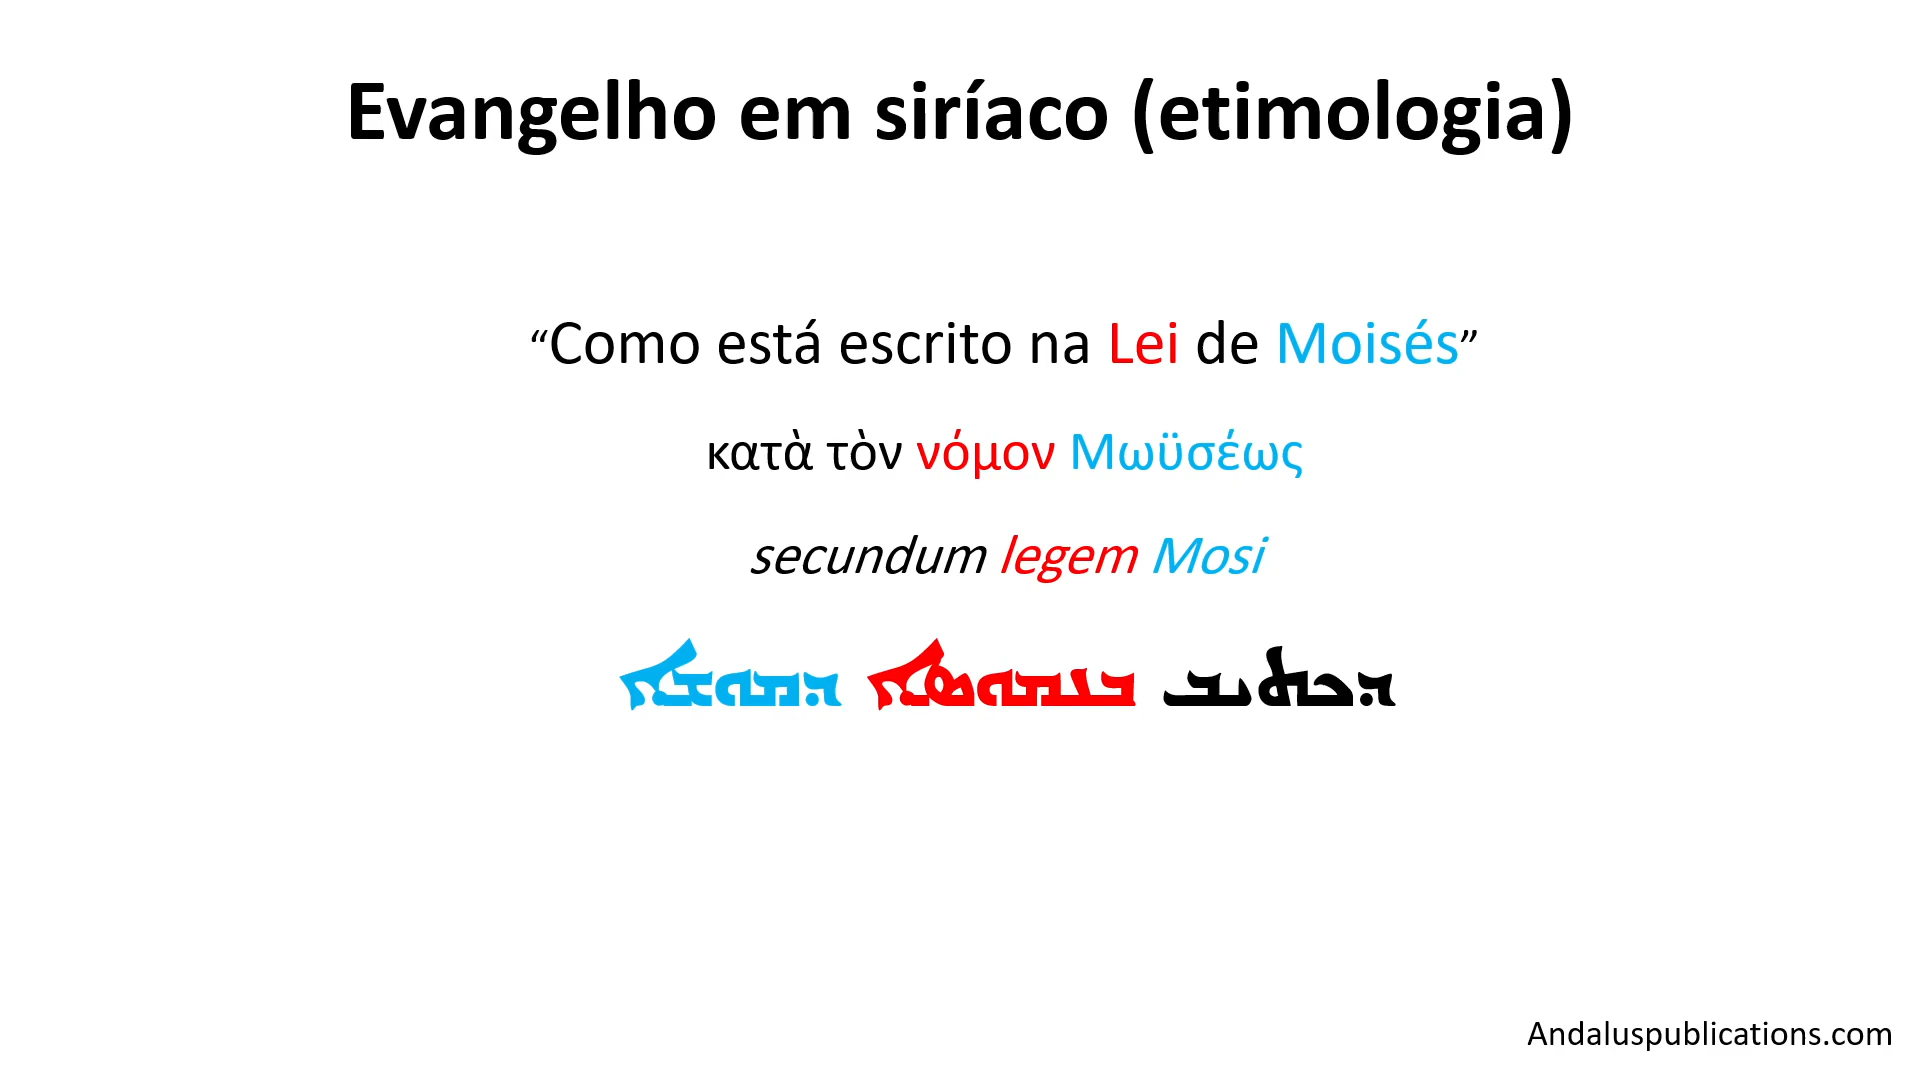 Evangelho em siríaco (etimologia)
“Como está escrito na Lei de Moisés”
κατὰ τὸν νόμον Μωϋσέως
secundum legem Mosi
ܕܟܬܝܒ ܒܢܡܘܣܐ ܕܡܘܫܐ
Andaluspublications.com